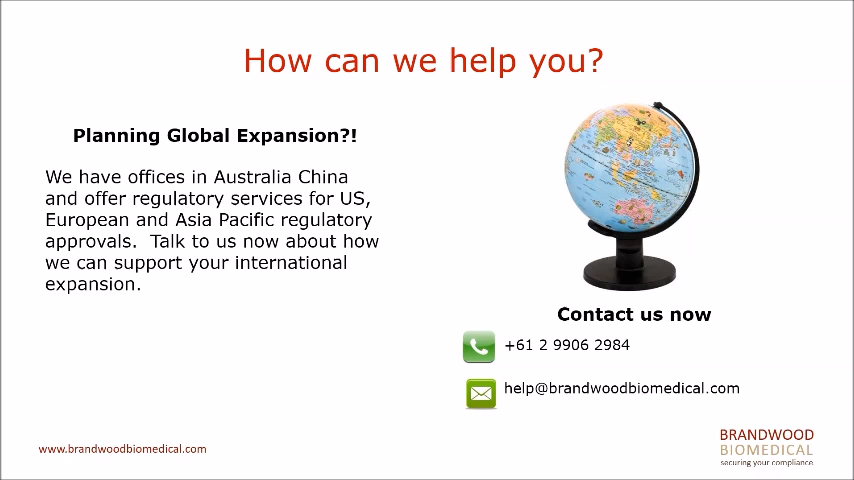 How can we help you?
Planning Global Expansion?!
We have offices in Australia China
and offer regulatory services for US,
European and Asia Pacific regulatory
approvals.  Talk to us now about how
we can support your international
expansion.
Contact us now
+61 2 9906 2984
help@brandwoodbiomedical.com
www.brandwoodbiomedical.com
BRANDWOOD
BIOMEDICAL
securing your compliance